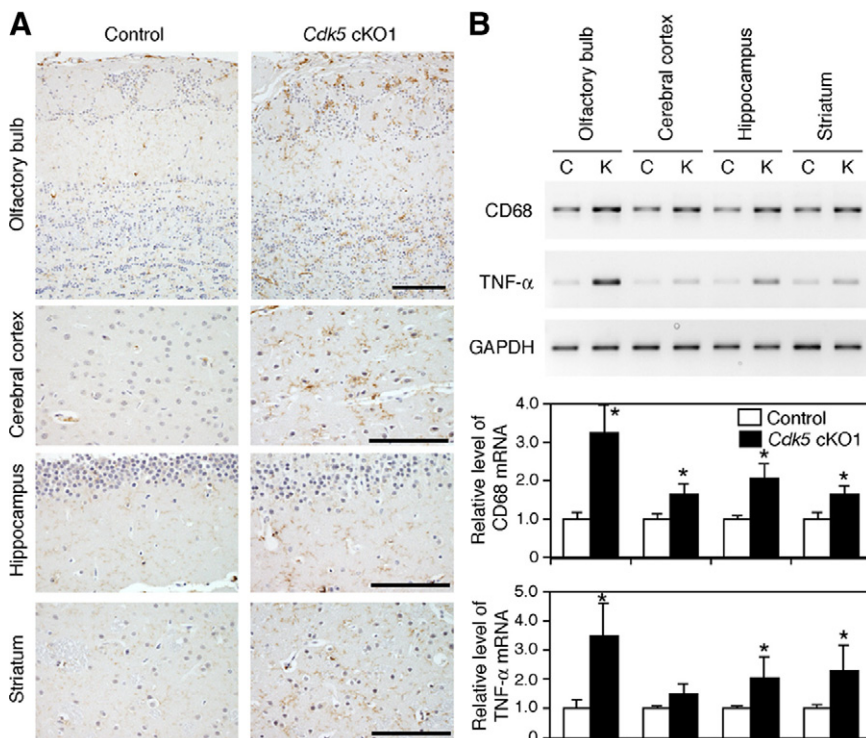 A
Control
Cdk5 cKO1
Olfactory bulb
Cerebral cortex
Hippocampus
Striatum
B
Olfactory bulb
Cerebral cortex
Hippocampus
Striatum
C K C K C K C K
CD68
TNF-α
GAPDH
Relative level of
CD68 mRNA
4.0
3.0
2.0
1.0
0
Control
Cdk5 cKO1
*
*
*
*
Relative level of
TNF-α mRNA
5.0
4.0
3.0
2.0
1.0
0
*
*
*